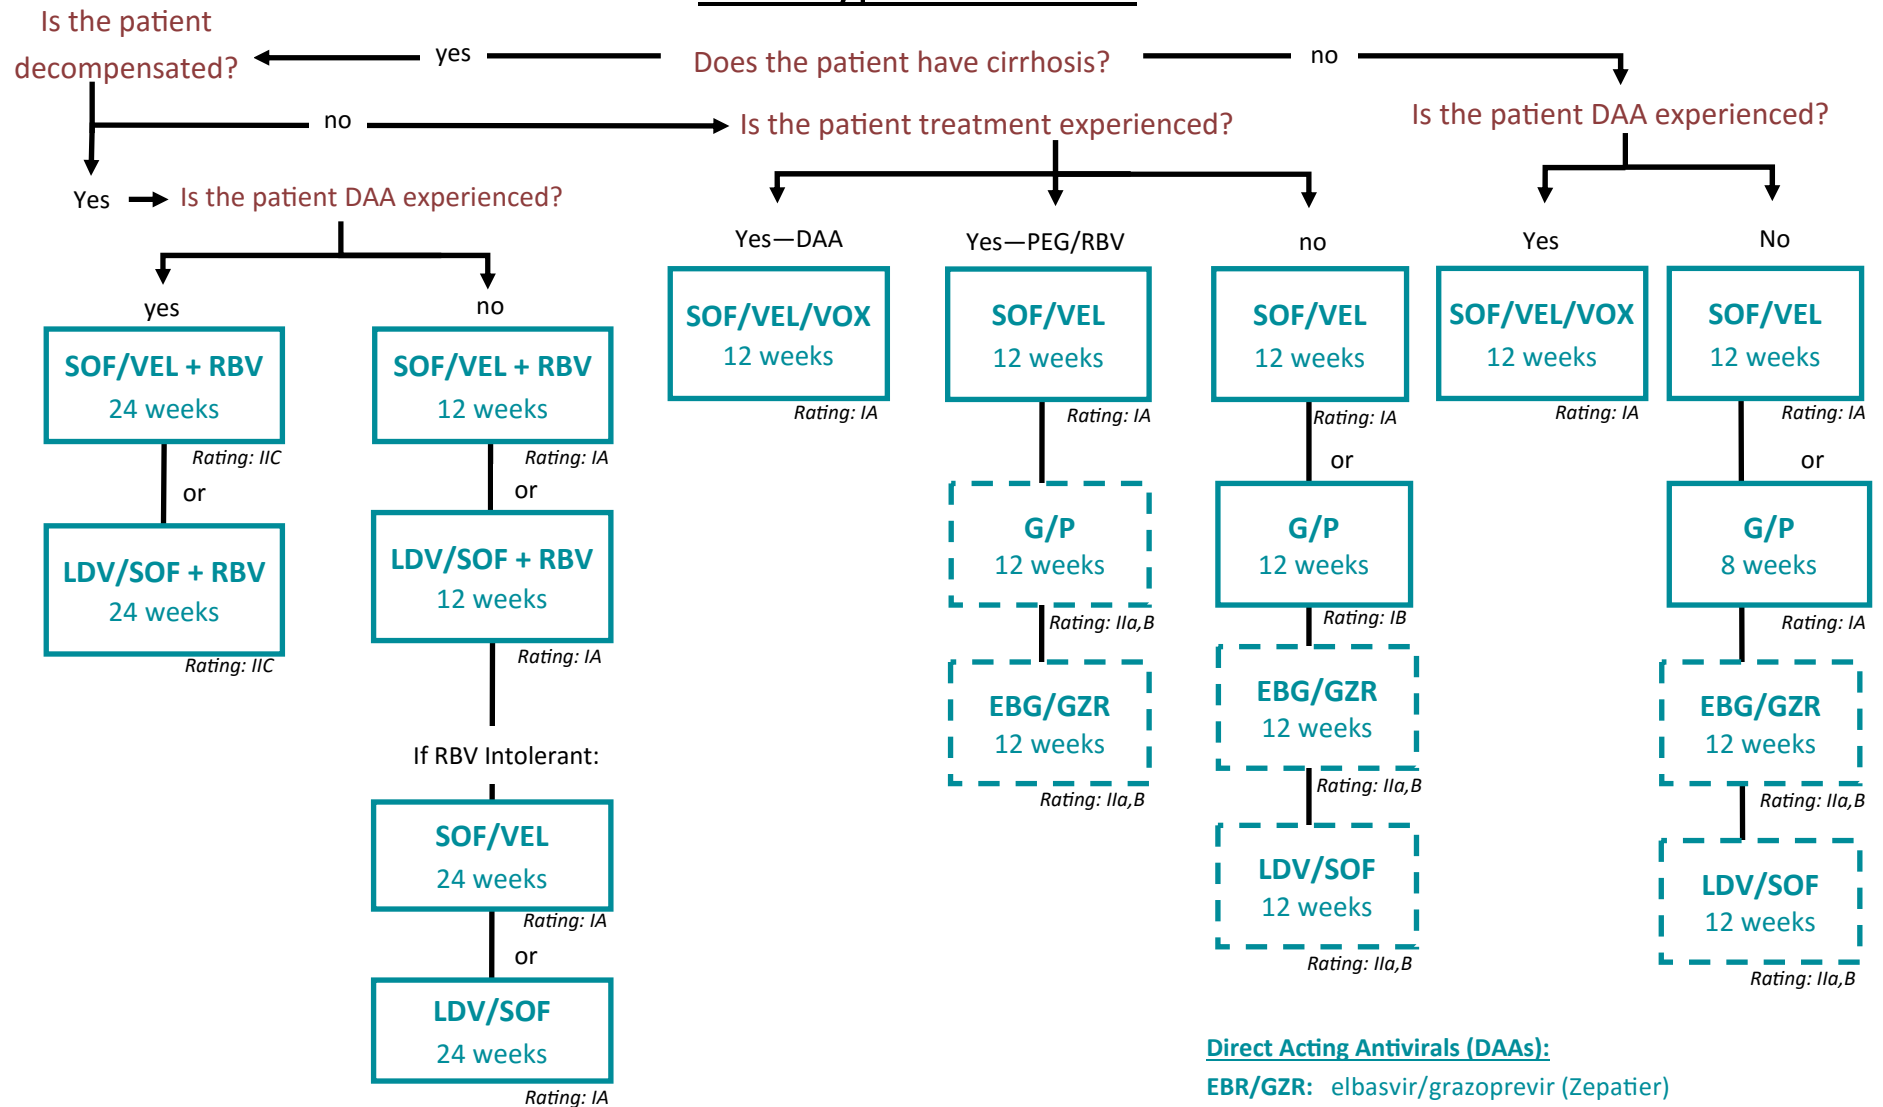 Is the patient
decompensated?
yes
Does the patient have cirrhosis?
no
no
Is the patient treatment experienced?
Is the patient DAA experienced?
Yes
Is the patient DAA experienced?
yes
no
SOF/VEL + RBV
24 weeks
Rating: IIC
or
LDV/SOF + RBV
24 weeks
Rating: IIC
SOF/VEL + RBV
12 weeks
Rating: IA
or
LDV/SOF + RBV
12 weeks
Rating: IA
If RBV Intolerant:
SOF/VEL
24 weeks
Rating: IA
or
LDV/SOF
24 weeks
Rating: IA
Yes—DAA
SOF/VEL/VOX
12 weeks
Rating: IA
Yes—PEG/RBV
SOF/VEL
12 weeks
Rating: IA
G/P
12 weeks
Rating: IIa,B
EBG/GZR
12 weeks
Rating: IIa,B
no
SOF/VEL
12 weeks
Rating: IA
or
G/P
12 weeks
Rating: IB
EBG/GZR
12 weeks
Rating: IIa,B
LDV/SOF
12 weeks
Rating: IIa,B
Yes
SOF/VEL/VOX
12 weeks
Rating: IA
No
SOF/VEL
12 weeks
Rating: IA
or
G/P
8 weeks
Rating: IA
EBG/GZR
12 weeks
Rating: IIa,B
LDV/SOF
12 weeks
Rating: IIa,B
Direct Acting Antivirals (DAAs):
EBR/GZR: elbasvir/grazoprevir (Zepatier)